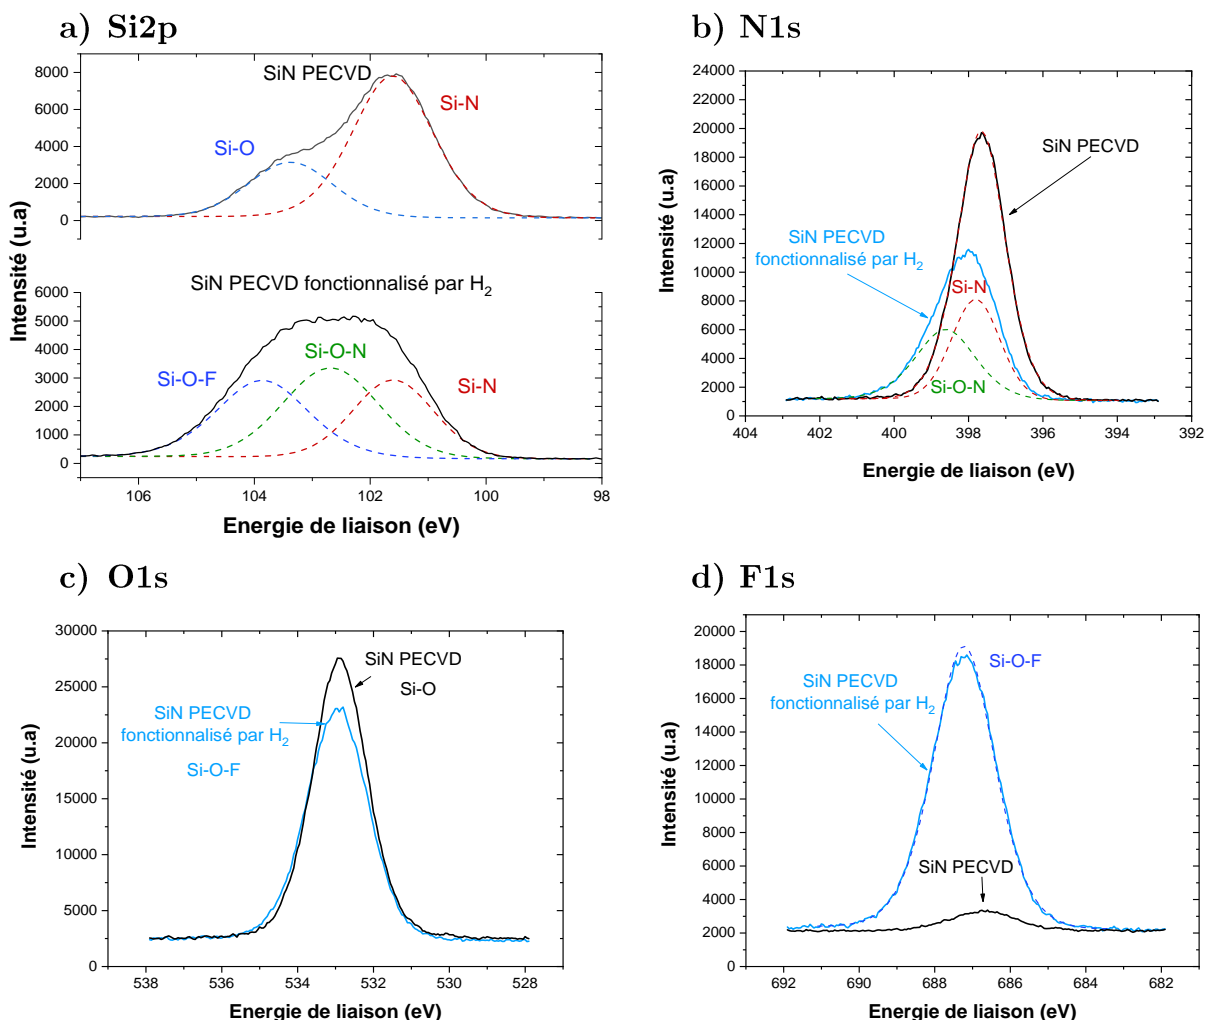 a) Si2p
8000
6000
4000
2000
0
SiN PECVD
Si-N
Si-O
Intensité (u.a)
6000
5000
4000
3000
2000
1000
0
SiN PECVD fonctionnalisé par H2
Si-O-F
Si-O-N
Si-N
106
104
102
100
98
Energie de liaison (eV)
b) N1s
24000
22000
20000
18000
16000
14000
12000
10000
8000
6000
4000
2000
0
Intensité (u.a)
SiN PECVD
SiN PECVD
fonctionnalisé par H2
Si-N
Si-O-N
404
402
400
398
396
394
392
Energie de liaison (eV)
c) O1s
30000
25000
20000
15000
10000
5000
0
Intensité (u.a)
SiN PECVD
Si-O
SiN PECVD
fonctionnalisé par H2
Si-O-F
538
536
534
532
530
528
Energie de liaison (eV)
d) F1s
20000
18000
16000
14000
12000
10000
8000
6000
4000
2000
0
Intensité (u.a)
Si-O-F
SiN PECVD
fonctionnalisé par H2
SiN PECVD
692
690
688
686
684
682
Energie de liaison (eV)